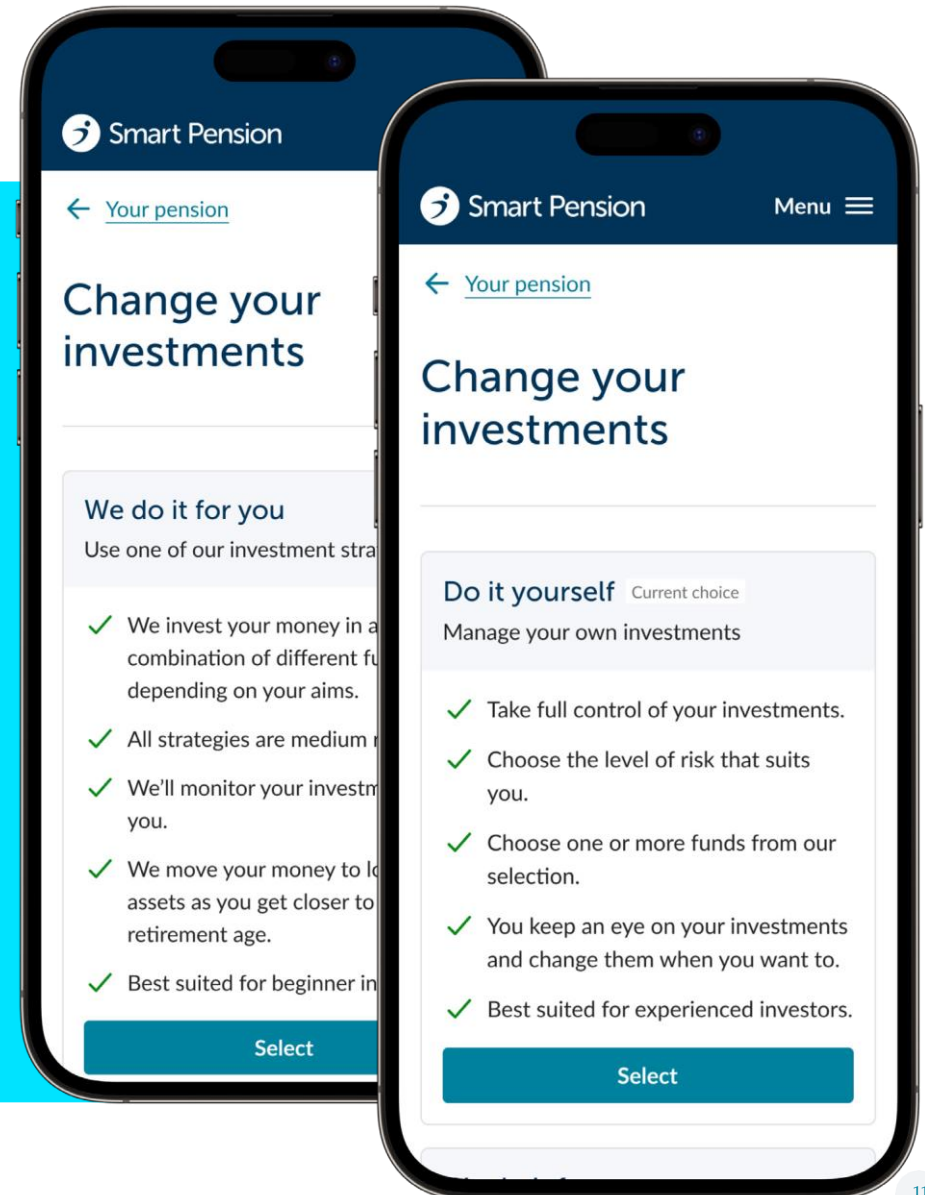 Smart Pension
Your pension
Change your
investments
We do it for you
Use one of our investment
We invest your money in a
combination of different
depending on your aims.
All strategies are medium
We'll monitor your
you.
We move your money to
assets as you get closer to
retirement age.
Best suited for beginner
Select
Smart Pension
Menu
Your pension
Change your
investments
Do it yourself Current choice
Manage your own investments
Take full control of your investments.
Choose the level of risk that suits
you.
Choose one or more funds from our
selection.
You keep an eye on your investments
and change them when you want to.
Best suited for experienced investors.
Select
11